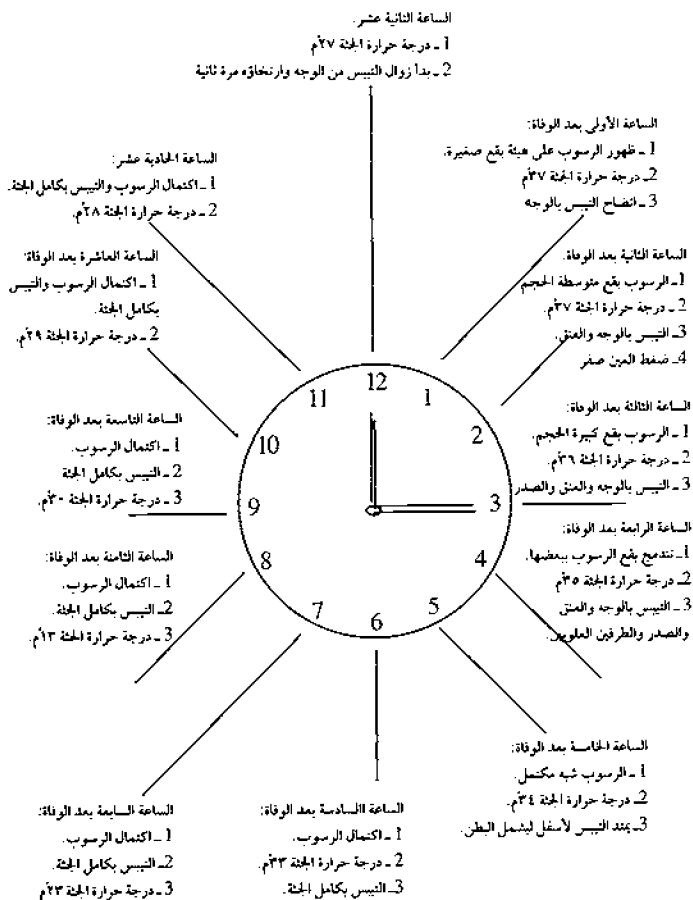 الساعة الثانية عشر.
1 ـ درجة حرارة الجثة ٢٧م
2 ـ بدأ زوال التيبس من الوجه وارتخاؤه مرة ثانية
الساعة الأولى بعد الوفاة:
1 ـ ظهور الرسوب على هيئة بقع صغيرة.
2 ـ درجة حرارة الجثة ٣٧م
3 ـ اتضاح التيبس بالوجه
الساعة الثانية بعد الوفاة.
1 ـ الرسوب بقع متوسطة الحجم
2 ـ درجة حرارة الجثة ٣٧م.
3 ـ التيبس بالوجه والعنق.
4 ـ ضغط العين صفر
الساعة الثالثة بعد الوفاة:
1 ـ الرسوب بقع كبيرة الحجم.
2 ـ درجة حرارة الجثة ٣٦م.
3 ـ التيبس بالوجه والعنق والصدر
الساعة الرابعة بعد الوفاة:
1 ـ تندمج بقع الرسوب ببعضها.
2 ـ درجة حرارة الجثة ٣٥م
3 ـ التيبس بالوجه والعنق
والصدر والطرفين العلويين.
الساعة الخامسة بعد الوفاة:
1 ـ الرسوب شبه مكتمل.
2 ـ درجة حرارة الجثة ٣٤م.
3 ـ يمتد التيبس لأسفل ليشمل البطن.
الساعة السادسة بعد الوفاة:
1 ـ اكتمال الرسوب.
2 ـ درجة حرارة الجثة ٣٣م.
3 ـ التيبس بكامل الجثة.
الساعة السابعة بعد الوفاة:
1 ـ اكتمال الرسوب.
2 ـ التيبس بكامل الجثة.
3 ـ درجة حرارة الجثة ٢٣م
الساعة الثامنة بعد الوفاة:
1 ـ اكتمال الرسوب.
2 ـ التيبس بكامل الجثة.
3 ـ درجة حرارة الجثة ١٣م.
الساعة التاسعة بعد الوفاة:
1 ـ اكتمال الرسوب.
2 ـ التيبس بكامل الجثة
3 ـ درجة حرارة الجثة ٣٠م.
الساعة العاشرة بعد الوفاة:
1 ـ اكتمال الرسوب والتيبس
بكامل الجثة.
2 ـ درجة حرارة الجثة ٢٩م.
الساعة الحادية عشر:
1 ـ اكتمال الرسوب والتيبس بكامل الجثة.
2 ـ درجة حرارة الجثة ٢٨م.
12
1
2
3
4
5
6
7
8
9
10
11